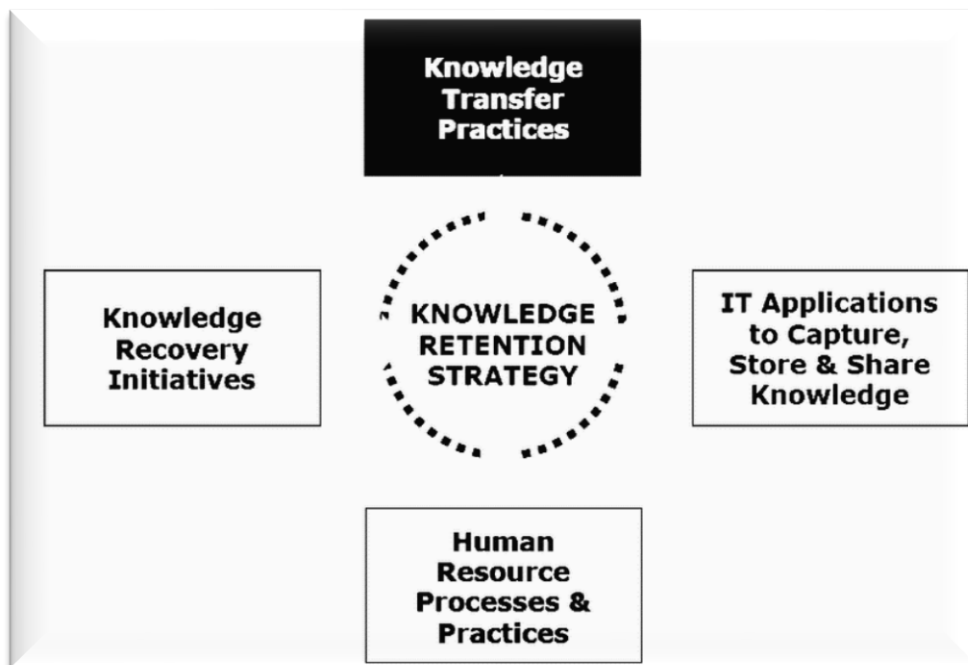 Knowledge
Transfer
Practices
Knowledge
Recovery
Initiatives
KNOWLEDGE
RETENTION
STRATEGY
IT Applications
to Capture,
Store & Share
Knowledge
Human
Resource
Processes &
Practices